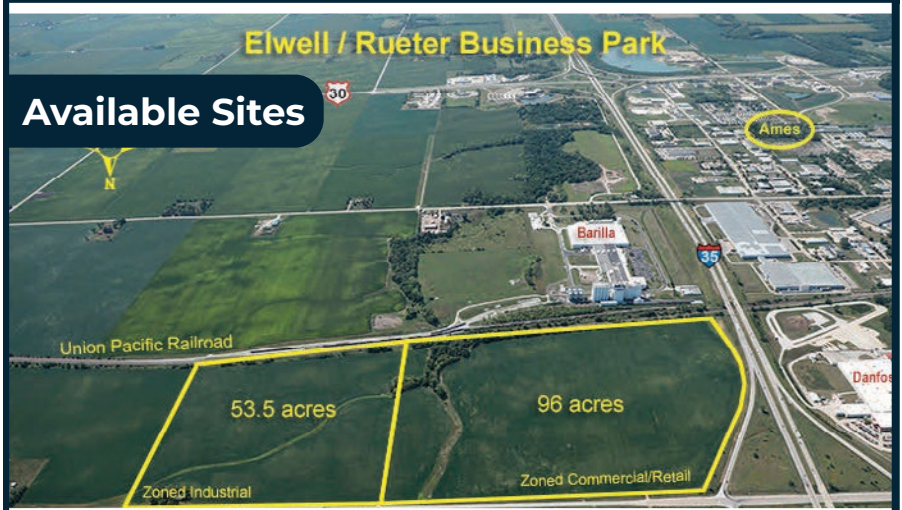 Elwell / Rueter Business Park
Available Sites
30
Ames
N
Barilla
35
Union Pacific Railroad
Danfos
53.5 acres
96 acres
Zoned Industrial
Zoned Commercial/Retail